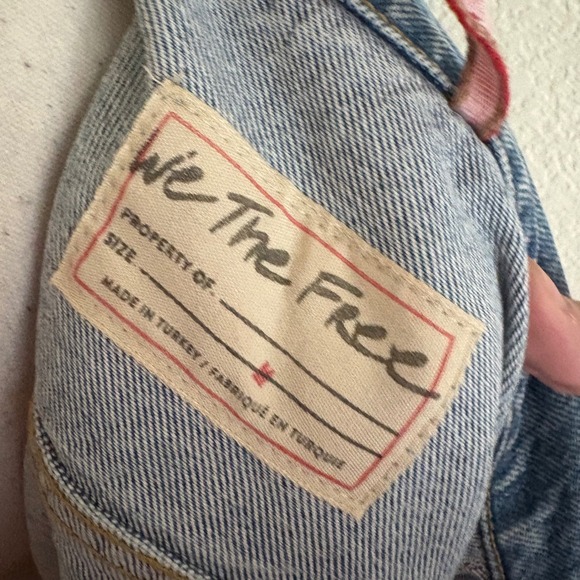 We The Free
PROPERTY OF
SIZE
MADE IN TURKEY / FABRIQUÉ EN TURQUIE